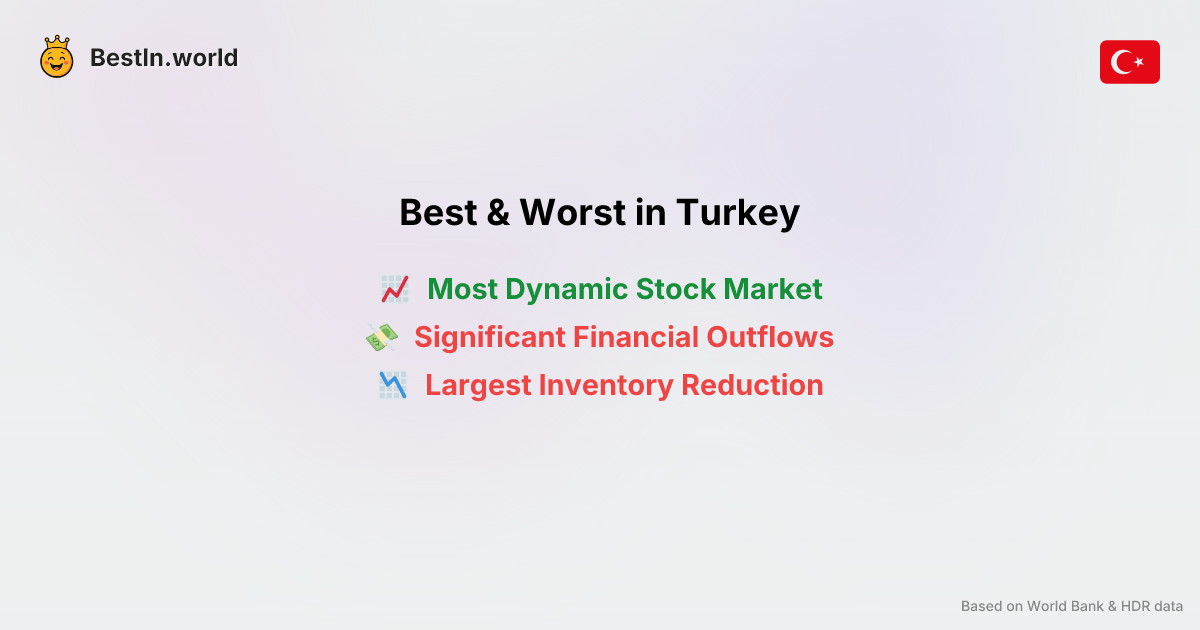 BestIn.world
Best & Worst in Turkey
Most Dynamic Stock Market
Significant Financial Outflows
Largest Inventory Reduction
Based on World Bank & HDR data